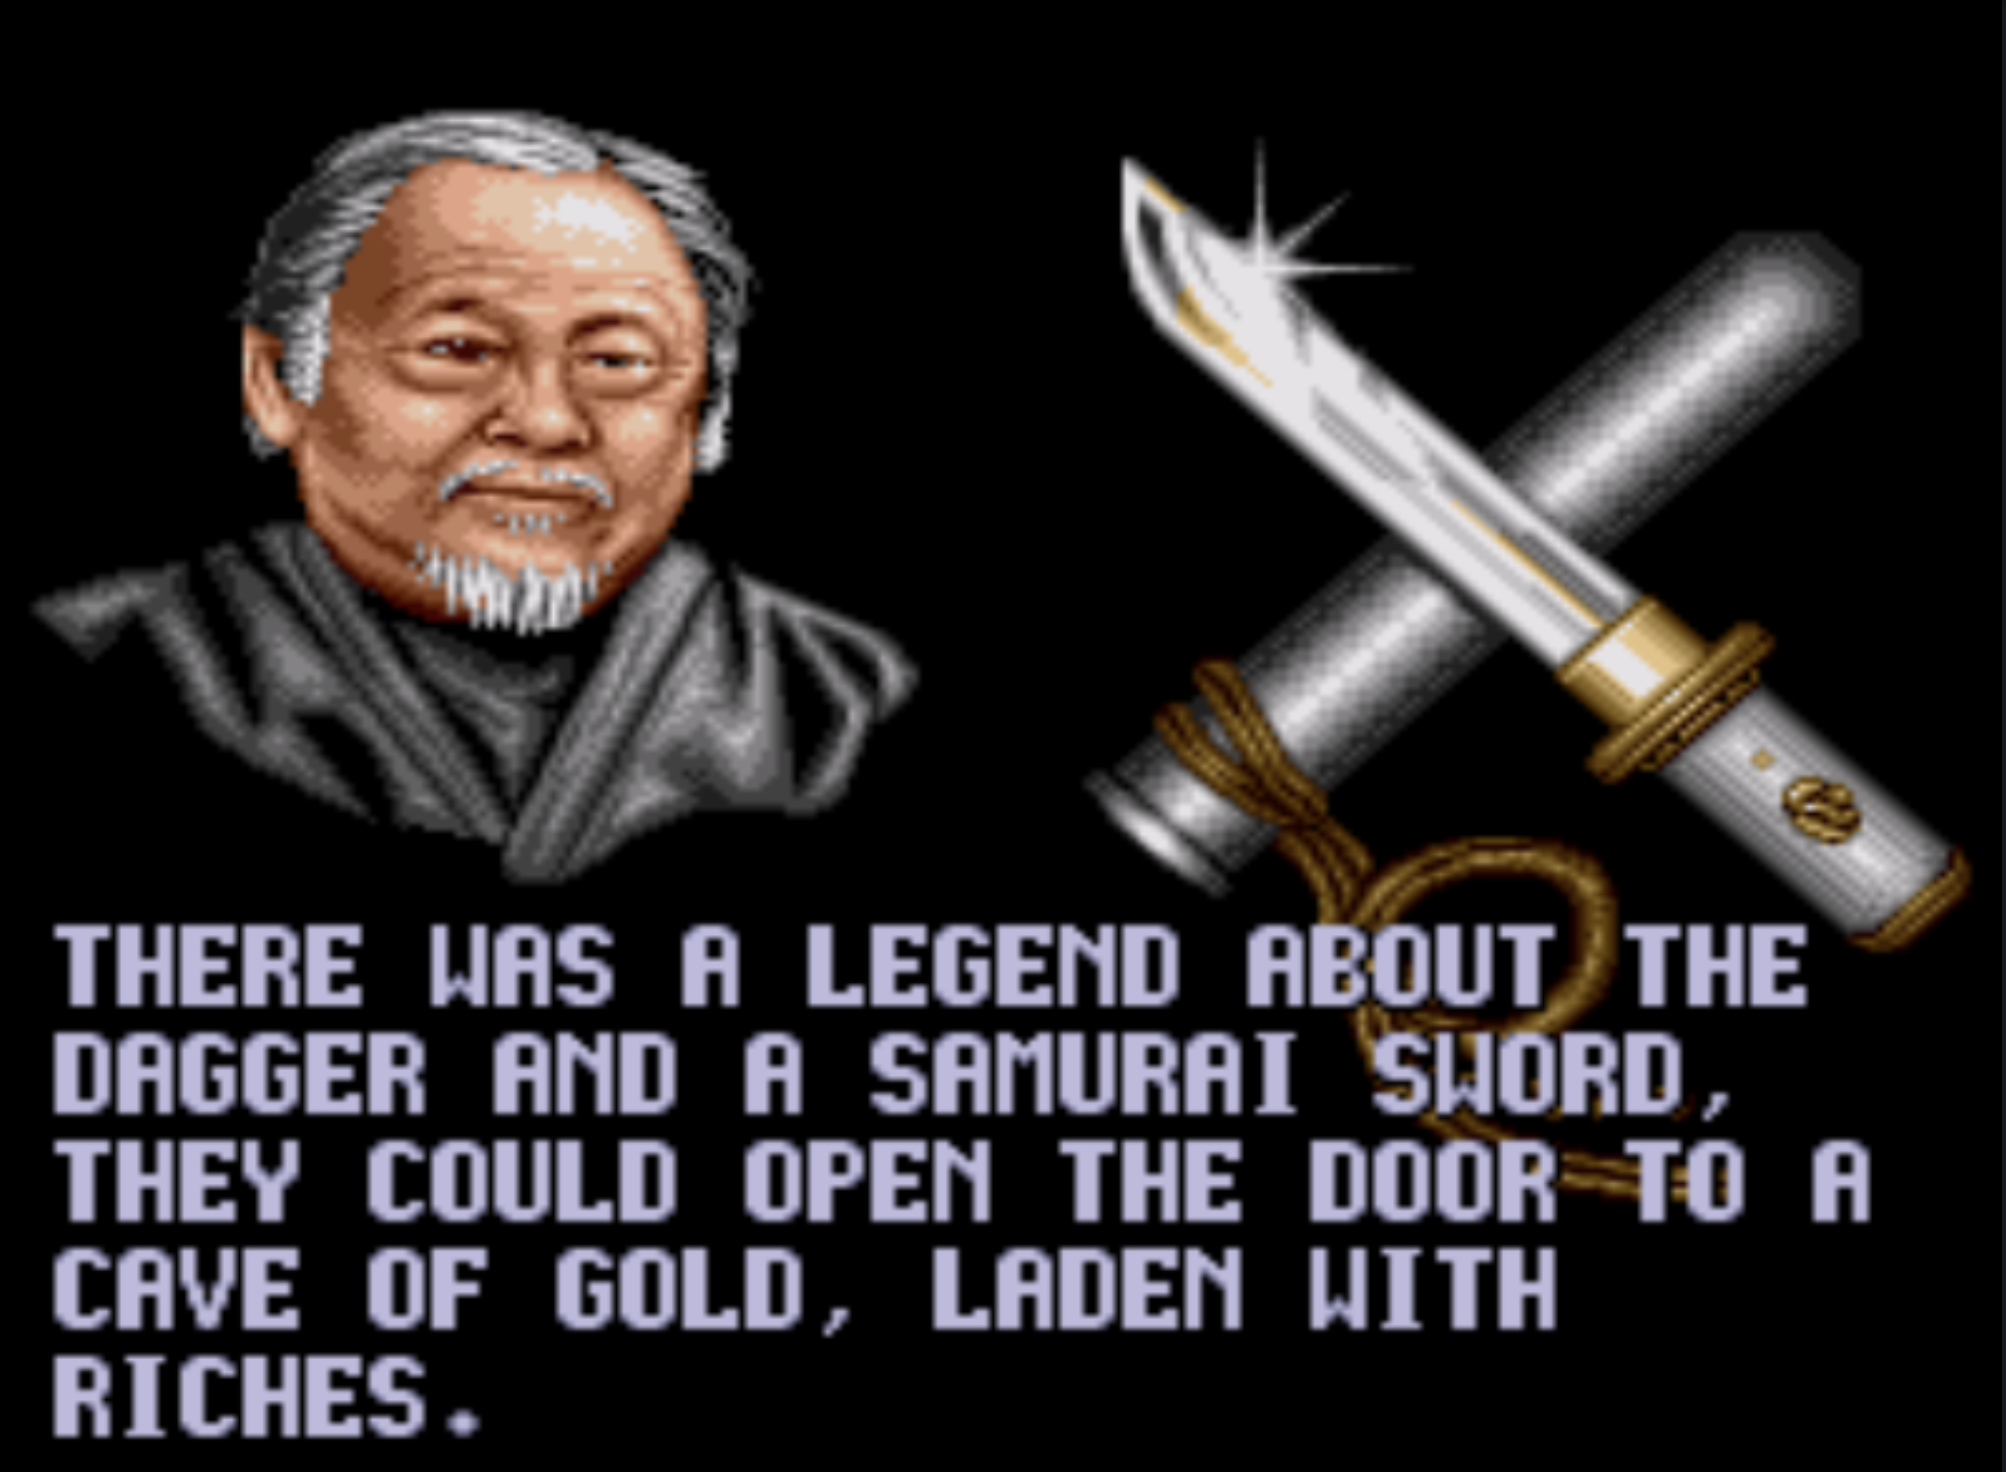 THERE WAS A LEGEND ABOUT THE
DAGGER AND A SAMURAI SWORD,
THEY COULD OPEN THE DOOR TO A
CAVE OF GOLD, LADEN WITH
RICHES.